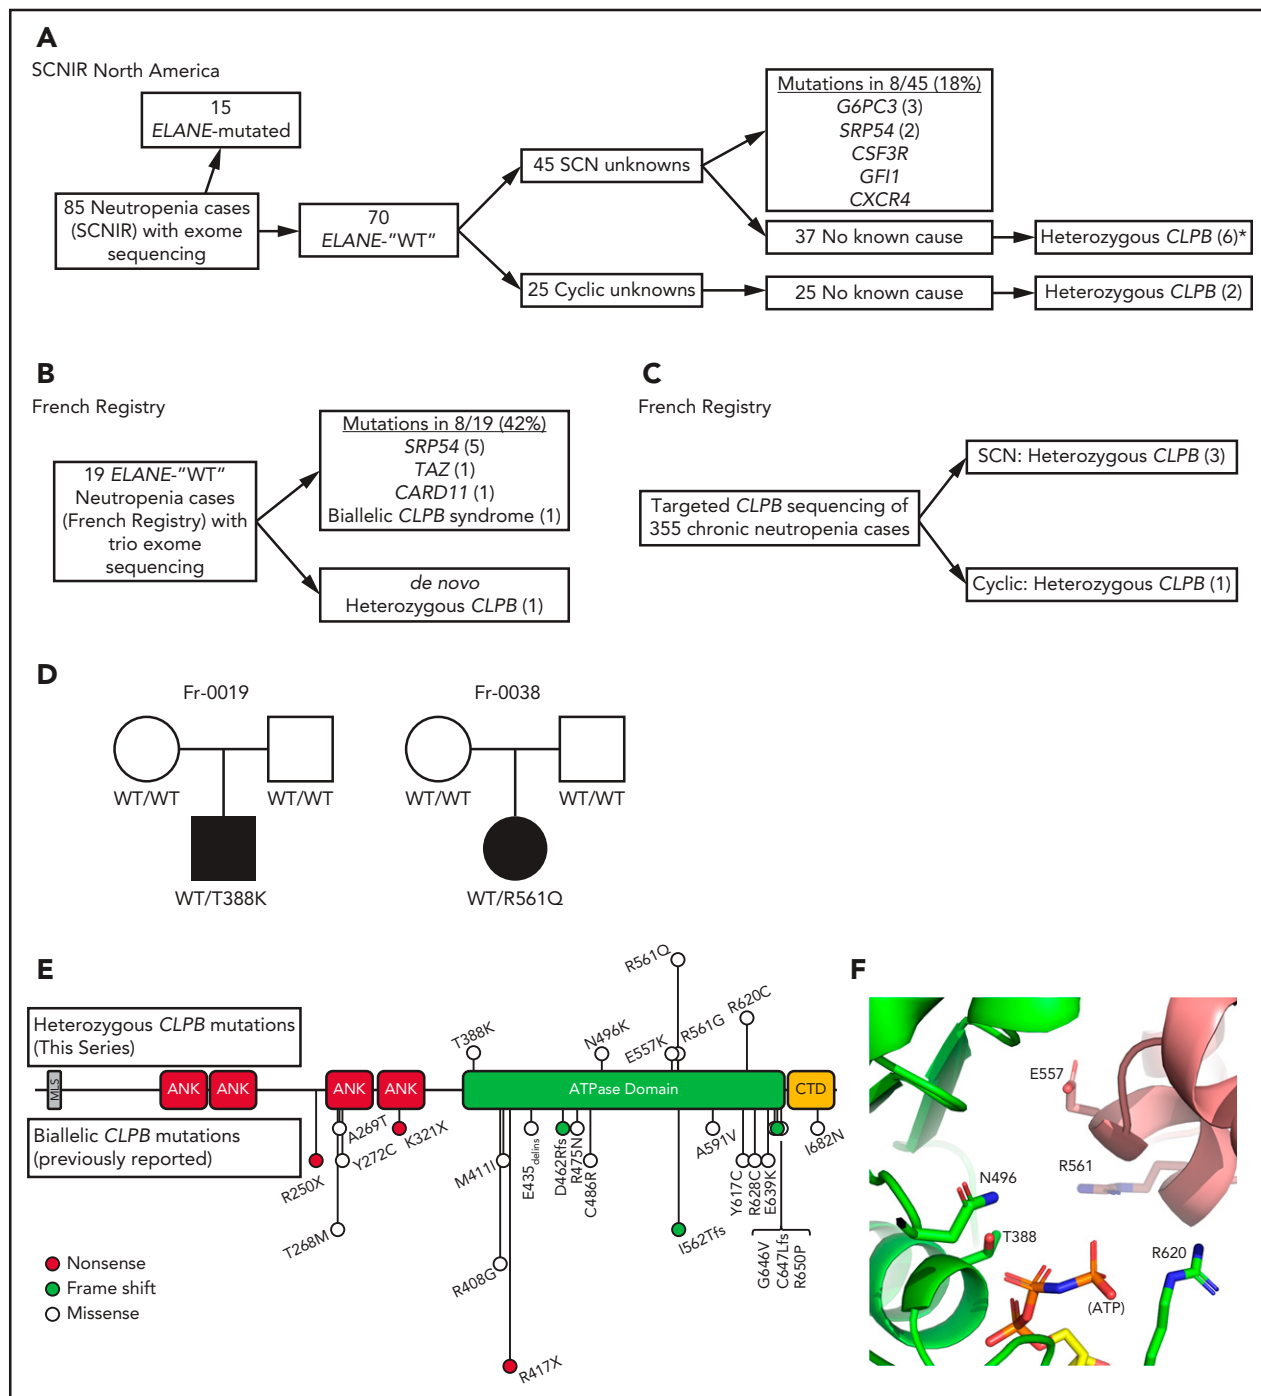 A
SCNIR North America
15
ELANE-mutated
85 Neutropenia cases
(SCNIR) with exome
sequencing
70
ELANE-"WT"
45 SCN unknowns
25 Cyclic unknowns
Mutations in 8/45 (18%)
G6PC3 (3)
SRP54 (2)
CSF3R
GFI1
CXCR4
37 No known cause
Heterozygous CLPB (6)*
25 No known cause
Heterozygous CLPB (2)
B
French Registry
19 ELANE-"WT"
Neutropenia cases
(French Registry) with
trio exome
sequencing
Mutations in 8/19 (42%)
SRP54 (5)
TAZ (1)
CARD11 (1)
Biallelic CLPB syndrome (1)
de novo
Heterozygous CLPB (1)
C
French Registry
Targeted CLPB sequencing of
355 chronic neutropenia cases
SCN: Heterozygous CLPB (3)
Cyclic: Heterozygous CLPB (1)
D
Fr-0019
WT/WT
WT/WT
WT/T388K
Fr-0038
WT/WT
WT/WT
WT/R561Q
E
Heterozygous CLPB mutations
(This Series)
T388K
N496K
E557K
R561Q
R561G
R620C
MLS
ANK
ANK
ANK
ANK
ATPase Domain
CTD
Biallelic CLPB mutations
(previously reported)
R250X
T268M
A269T
Y272C
K321X
M411I
R408G
R417X
E435delins
D462Rfs
R475N
C486R
I562Tfs
A591V
Y617C
R628C
E639K
G646V
C647Lfs
R650P
I682N
Nonsense
Frame shift
Missense
F
E557
R561
N496
T388
R620
(ATP)